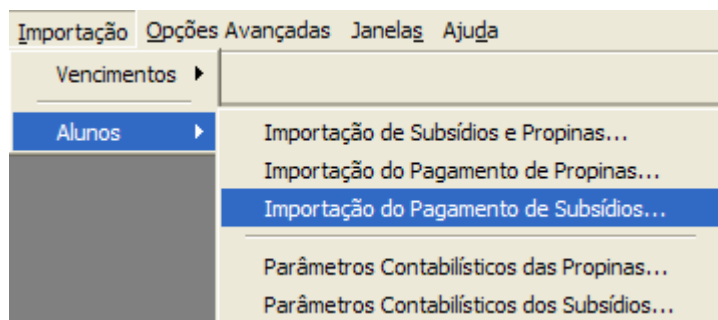 Importação Opções Avançadas Janelas Ajuda
Vencimentos
Alunos
Importação de Subsídios e Propinas...
Importação do Pagamento de Propinas...
Importação do Pagamento de Subsídios...
Parâmetros Contabilísticos das Propinas...
Parâmetros Contabilísticos dos Subsídios...